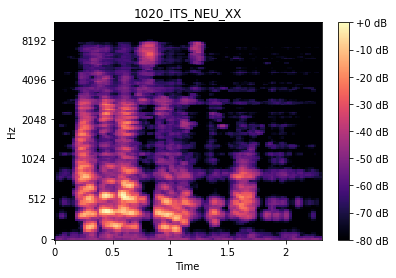 1020_ITS_NEU_XX
+0 dB
8192
-10 dB
4096
-20 dB
-30 dB
2048
-40 dB
Hz
1024
-50 dB
512
-60 dB
-70 dB
0
-80 dB
0 0.5 1 1.5 2
Time